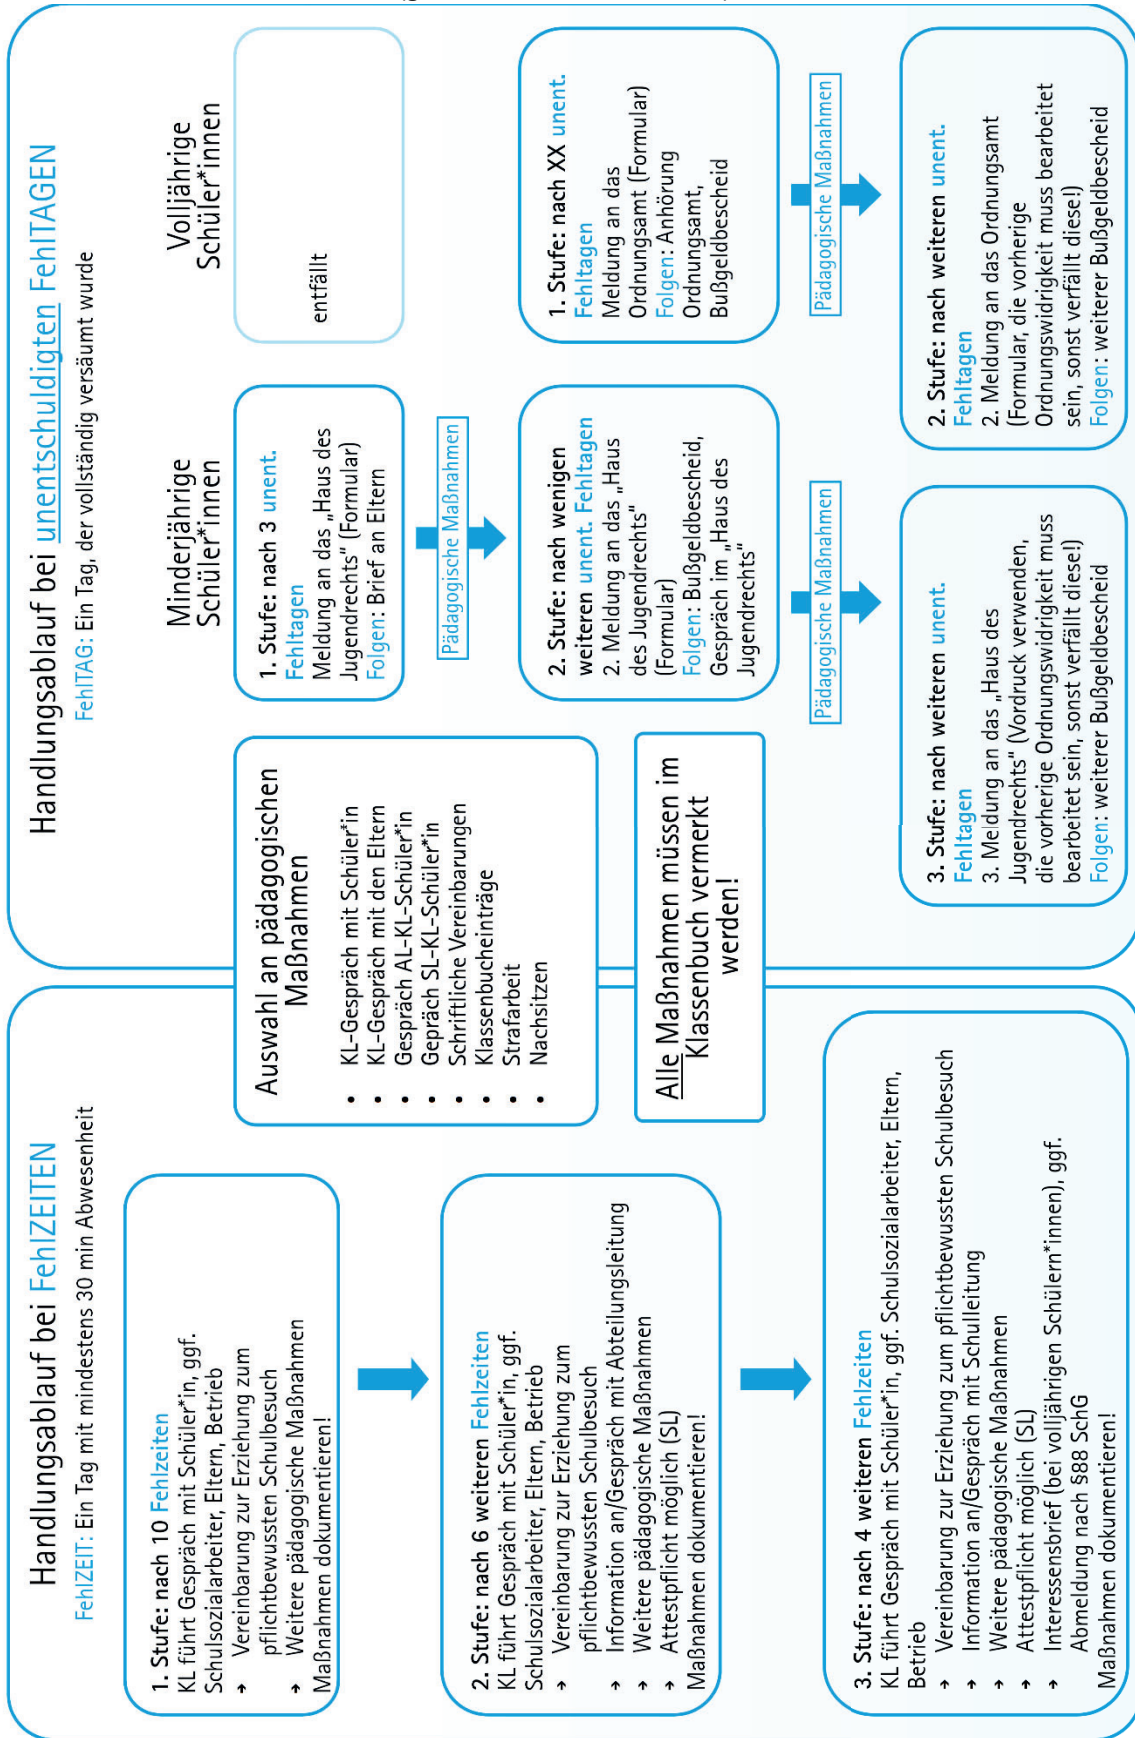 Handlungsablauf bei FehlZEITEN
FehlZEIT: Ein Tag mit mindestens 30 min Abwesenheit
1. Stufe: nach 10 Fehlzeiten
KL führt Gespräch mit Schüler*in, ggf.
Schulsozialarbeiter, Eltern, Betrieb
➔ Vereinbarung zur Erziehung zum
pflichtbewussten Schulbesuch
➔ Weitere pädagogische Maßnahmen
Maßnahmen dokumentieren!
2. Stufe: nach 6 weiteren Fehlzeiten
KL führt Gespräch mit Schüler*in, ggf.
Schulsozialarbeiter, Eltern, Betrieb
➔ Vereinbarung zur Erziehung zum
pflichtbewussten Schulbesuch
➔ Information an/Gespräch mit Abteilungsleitung
➔ Weitere pädagogische Maßnahmen
➔ Attestpflicht möglich (SL)
Maßnahmen dokumentieren!
3. Stufe: nach 4 weiteren Fehlzeiten
KL führt Gespräch mit Schüler*in, ggf. Schulsozialarbeiter, Eltern,
Betrieb
➔ Vereinbarung zur Erziehung zum pflichtbewussten Schulbesuch
➔ Information an/Gespräch mit Schulleitung
➔ Weitere pädagogische Maßnahmen
➔ Attestpflicht möglich (SL)
➔ Interessensbrief (bei volljährigen Schülern*innen), ggf.
Abmeldung nach §88 SchG
Maßnahmen dokumentieren!
Auswahl an pädagogischen
Maßnahmen
• KL-Gespräch mit Schüler*in
• KL-Gespräch mit den Eltern
• Gespräch AL-KL-Schüler*in
• Gepräch SL-KL-Schüler*in
• Schriftliche Vereinbarungen
• Klassenbucheinträge
• Strafarbeit
• Nachsitzen
Alle Maßnahmen müssen im
Klassenbuch vermerkt
werden!
Handlungsablauf bei unentschuldigten FehlTAGEN
FehlTAG: Ein Tag, der vollständig versäumt wurde
Minderjährige
Schüler*innen
1. Stufe: nach 3 unent.
Fehltagen
Meldung an das „Haus des
Jugendrechts“ (Formular)
Folgen: Brief an Eltern
Pädagogische Maßnahmen
2. Stufe: nach wenigen
weiteren unent. Fehltagen
2. Meldung an das „Haus
des Jugendrechts“
(Formular)
Folgen: Bußgeldbescheid,
Gespräch im „Haus des
Jugendrechts“
Pädagogische Maßnahmen
3. Stufe: nach weiteren unent.
Fehltagen
3. Meldung an das „Haus des
Jugendrechts“ (Vordruck verwenden,
die vorherige Ordnungswidrigkeit muss
bearbeitet sein, sonst verfällt diese!)
Folgen: weiterer Bußgeldbescheid
Volljährige
Schüler*innen
entfällt
1. Stufe: nach XX unent.
Fehltagen
Meldung an das
Ordnungsamt (Formular)
Folgen: Anhörung
Ordnungsamt,
Bußgeldbescheid
Pädagogische Maßnahmen
2. Stufe: nach weiteren unent.
Fehltagen
2. Meldung an das Ordnungsamt
(Formular, die vorherige
Ordnungswidrigkeit muss bearbeitet
sein, sonst verfällt diese!)
Folgen: weiterer Bußgeldbescheid